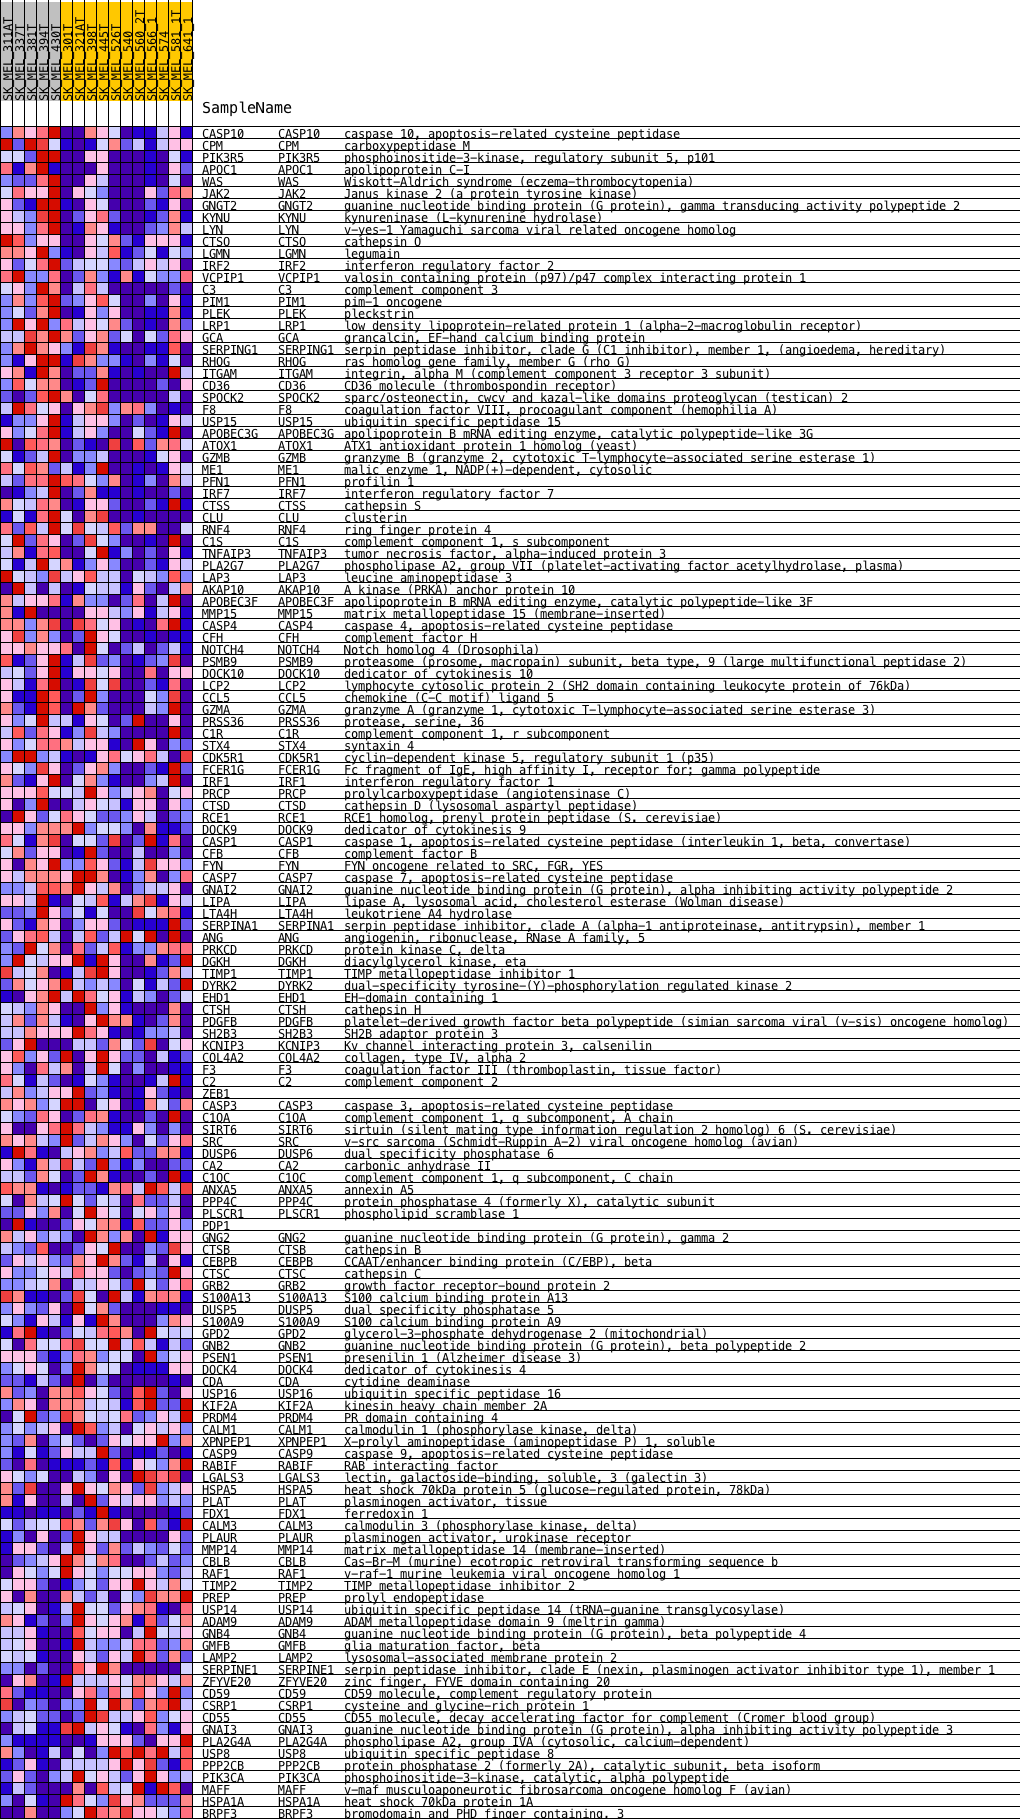 SK_MEL_311AT
SK_MEL_337T
SK_MEL_381T
SK_MEL_394T
SK_MEL_430T
SK_MEL_301T
SK_MEL_321AT
SK_MEL_398T
SK_MEL_445T
SK_MEL_526T
SK_MEL_540
SK_MEL_560_2T
SK_MEL_566_1
SK_MEL_574
SK_MEL_581_1T
SK_MEL_641_1
SampleName
CASP10 CASP10 caspase 10, apoptosis-related cysteine peptidase
CPM CPM carboxypeptidase M
PIK3R5 PIK3R5 phosphoinositide-3-kinase, regulatory subunit 5, p101
APOC1 APOC1 apolipoprotein C-I
WAS WAS Wiskott-Aldrich syndrome (eczema-thrombocytopenia)
JAK2 JAK2 Janus kinase 2 (a protein tyrosine kinase)
GNGT2 GNGT2 guanine nucleotide binding protein (G protein), gamma transducing activity polypeptide 2
KYNU KYNU kynureninase (L-kynurenine hydrolase)
LYN LYN v-yes-1 Yamaguchi sarcoma viral related oncogene homolog
CTSO CTSO cathepsin O
LGMN LGMN legumain
IRF2 IRF2 interferon regulatory factor 2
VCPIP1 VCPIP1 valosin containing protein (p97)/p47 complex interacting protein 1
C3 C3 complement component 3
PIM1 PIM1 pim-1 oncogene
PLEK PLEK pleckstrin
LRP1 LRP1 low density lipoprotein-related protein 1 (alpha-2-macroglobulin receptor)
GCA GCA grancalcin, EF-hand calcium binding protein
SERPING1 SERPING1 serpin peptidase inhibitor, clade G (C1 inhibitor), member 1, (angioedema, hereditary)
RHOG RHOG ras homolog gene family, member G (rho G)
ITGAM ITGAM integrin, alpha M (complement component 3 receptor 3 subunit)
CD36 CD36 CD36 molecule (thrombospondin receptor)
SPOCK2 SPOCK2 sparc/osteonectin, cwcv and kazal-like domains proteoglycan (testican) 2
F8 F8 coagulation factor VIII, procoagulant component (hemophilia A)
USP15 USP15 ubiquitin specific peptidase 15
APOBEC3G APOBEC3G apolipoprotein B mRNA editing enzyme, catalytic polypeptide-like 3G
ATOX1 ATOX1 ATX1 antioxidant protein 1 homolog (yeast)
GZMB GZMB granzyme B (granzyme 2, cytotoxic T-lymphocyte-associated serine esterase 1)
ME1 ME1 malic enzyme 1, NADP(+)-dependent, cytosolic
PFN1 PFN1 profilin 1
IRF7 IRF7 interferon regulatory factor 7
CTSS CTSS cathepsin S
CLU CLU clusterin
RNF4 RNF4 ring finger protein 4
C1S C1S complement component 1, s subcomponent
TNFAIP3 TNFAIP3 tumor necrosis factor, alpha-induced protein 3
PLA2G7 PLA2G7 phospholipase A2, group VII (platelet-activating factor acetylhydrolase, plasma)
LAP3 LAP3 leucine aminopeptidase 3
AKAP10 AKAP10 A kinase (PRKA) anchor protein 10
APOBEC3F APOBEC3F apolipoprotein B mRNA editing enzyme, catalytic polypeptide-like 3F
MMP15 MMP15 matrix metallopeptidase 15 (membrane-inserted)
CASP4 CASP4 caspase 4, apoptosis-related cysteine peptidase
CFH CFH complement factor H
NOTCH4 NOTCH4 Notch homolog 4 (Drosophila)
PSMB9 PSMB9 proteasome (prosome, macropain) subunit, beta type, 9 (large multifunctional peptidase 2)
DOCK10 DOCK10 dedicator of cytokinesis 10
LCP2 LCP2 lymphocyte cytosolic protein 2 (SH2 domain containing leukocyte protein of 76kDa)
CCL5 CCL5 chemokine (C-C motif) ligand 5
GZMA GZMA granzyme A (granzyme 1, cytotoxic T-lymphocyte-associated serine esterase 3)
PRSS36 PRSS36 protease, serine, 36
C1R C1R complement component 1, r subcomponent
STX4 STX4 syntaxin 4
CDK5R1 CDK5R1 cyclin-dependent kinase 5, regulatory subunit 1 (p35)
FCER1G FCER1G Fc fragment of IgE, high affinity I, receptor for; gamma polypeptide
IRF1 IRF1 interferon regulatory factor 1
PRCP PRCP prolylcarboxypeptidase (angiotensinase C)
CTSD CTSD cathepsin D (lysosomal aspartyl peptidase)
RCE1 RCE1 RCE1 homolog, prenyl protein peptidase (S. cerevisiae)
DOCK9 DOCK9 dedicator of cytokinesis 9
CASP1 CASP1 caspase 1, apoptosis-related cysteine peptidase (interleukin 1, beta, convertase)
CFB CFB complement factor B
FYN FYN FYN oncogene related to SRC, FGR, YES
CASP7 CASP7 caspase 7, apoptosis-related cysteine peptidase
GNAI2 GNAI2 guanine nucleotide binding protein (G protein), alpha inhibiting activity polypeptide 2
LIPA LIPA lipase A, lysosomal acid, cholesterol esterase (Wolman disease)
LTA4H LTA4H leukotriene A4 hydrolase
SERPINA1 SERPINA1 serpin peptidase inhibitor, clade A (alpha-1 antiproteinase, antitrypsin), member 1
ANG ANG angiogenin, ribonuclease, RNase A family, 5
PRKCD PRKCD protein kinase C, delta
DGKH DGKH diacylglycerol kinase, eta
TIMP1 TIMP1 TIMP metallopeptidase inhibitor 1
DYRK2 DYRK2 dual-specificity tyrosine-(Y)-phosphorylation regulated kinase 2
EHD1 EHD1 EH-domain containing 1
CTSH CTSH cathepsin H
PDGFB PDGFB platelet-derived growth factor beta polypeptide (simian sarcoma viral (v-sis) oncogene homolog)
SH2B3 SH2B3 SH2B adaptor protein 3
KCNIP3 KCNIP3 Kv channel interacting protein 3, calsenilin
COL4A2 COL4A2 collagen, type IV, alpha 2
F3 F3 coagulation factor III (thromboplastin, tissue factor)
C2 C2 complement component 2
ZEB1
CASP3 CASP3 caspase 3, apoptosis-related cysteine peptidase
C1QA C1QA complement component 1, q subcomponent, A chain
SIRT6 SIRT6 sirtuin (silent mating type information regulation 2 homolog) 6 (S. cerevisiae)
SRC SRC v-src sarcoma (Schmidt-Ruppin A-2) viral oncogene homolog (avian)
DUSP6 DUSP6 dual specificity phosphatase 6
CA2 CA2 carbonic anhydrase II
C1QC C1QC complement component 1, q subcomponent, C chain
ANXA5 ANXA5 annexin A5
PPP4C PPP4C protein phosphatase 4 (formerly X), catalytic subunit
PLSCR1 PLSCR1 phospholipid scramblase 1
PDP1
GNG2 GNG2 guanine nucleotide binding protein (G protein), gamma 2
CTSB CTSB cathepsin B
CEBPB CEBPB CCAAT/enhancer binding protein (C/EBP), beta
CTSC CTSC cathepsin C
GRB2 GRB2 growth factor receptor-bound protein 2
S100A13 S100A13 S100 calcium binding protein A13
DUSP5 DUSP5 dual specificity phosphatase 5
S100A9 S100A9 S100 calcium binding protein A9
GPD2 GPD2 glycerol-3-phosphate dehydrogenase 2 (mitochondrial)
GNB2 GNB2 guanine nucleotide binding protein (G protein), beta polypeptide 2
PSEN1 PSEN1 presenilin 1 (Alzheimer disease 3)
DOCK4 DOCK4 dedicator of cytokinesis 4
CDA CDA cytidine deaminase
USP16 USP16 ubiquitin specific peptidase 16
KIF2A KIF2A kinesin heavy chain member 2A
PRDM4 PRDM4 PR domain containing 4
CALM1 CALM1 calmodulin 1 (phosphorylase kinase, delta)
XPNPEP1 XPNPEP1 X-prolyl aminopeptidase (aminopeptidase P) 1, soluble
CASP9 CASP9 caspase 9, apoptosis-related cysteine peptidase
RABIF RABIF RAB interacting factor
LGALS3 LGALS3 lectin, galactoside-binding, soluble, 3 (galectin 3)
HSPA5 HSPA5 heat shock 70kDa protein 5 (glucose-regulated protein, 78kDa)
PLAT PLAT plasminogen activator, tissue
FDX1 FDX1 ferredoxin 1
CALM3 CALM3 calmodulin 3 (phosphorylase kinase, delta)
PLAUR PLAUR plasminogen activator, urokinase receptor
MMP14 MMP14 matrix metallopeptidase 14 (membrane-inserted)
CBLB CBLB Cas-Br-M (murine) ecotropic retroviral transforming sequence b
RAF1 RAF1 v-raf-1 murine leukemia viral oncogene homolog 1
TIMP2 TIMP2 TIMP metallopeptidase inhibitor 2
PREP PREP prolyl endopeptidase
USP14 USP14 ubiquitin specific peptidase 14 (tRNA-guanine transglycosylase)
ADAM9 ADAM9 ADAM metallopeptidase domain 9 (meltrin gamma)
GNB4 GNB4 guanine nucleotide binding protein (G protein), beta polypeptide 4
GMFB GMFB glia maturation factor, beta
LAMP2 LAMP2 lysosomal-associated membrane protein 2
SERPINE1 SERPINE1 serpin peptidase inhibitor, clade E (nexin, plasminogen activator inhibitor type 1), member 1
ZFYVE20 ZFYVE20 zinc finger, FYVE domain containing 20
CD59 CD59 CD59 molecule, complement regulatory protein
CSRP1 CSRP1 cysteine and glycine-rich protein 1
CD55 CD55 CD55 molecule, decay accelerating factor for complement (Cromer blood group)
GNAI3 GNAI3 guanine nucleotide binding protein (G protein), alpha inhibiting activity polypeptide 3
PLA2G4A PLA2G4A phospholipase A2, group IVA (cytosolic, calcium-dependent)
USP8 USP8 ubiquitin specific peptidase 8
PPP2CB PPP2CB protein phosphatase 2 (formerly 2A), catalytic subunit, beta isoform
PIK3CA PIK3CA phosphoinositide-3-kinase, catalytic, alpha polypeptide
MAFF MAFF v-maf musculoaponeurotic fibrosarcoma oncogene homolog F (avian)
HSPA1A HSPA1A heat shock 70kDa protein 1A
BRPF3 BRPF3 bromodomain and PHD finger containing, 3